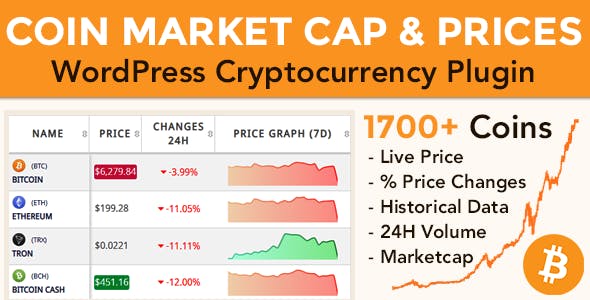 COIN MARKET CAP & PRICES
WordPress Cryptocurrency Plugin
NAME PRICE CHANGES 24H PRICE GRAPH (7D)
(BTC) BITCOIN $6,279.84 -3.99%
(ETH) ETHEREUM $199.28 -11.05%
(TRX) TRON $0.0221 -11.11%
(BCH) BITCOIN CASH $451.16 -12.00%
1700+ Coins
- Live Price
- % Price Changes
- Historical Data
- 24H Volume
- Marketcap